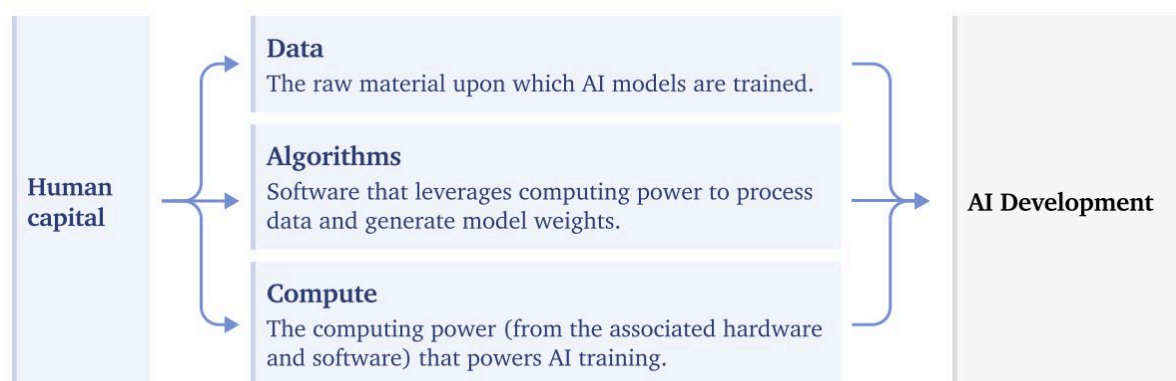 Human
capital
Data
The raw material upon which AI models are trained.
Algorithms
Software that leverages computing power to process
data and generate model weights.
Compute
The computing power (from the associated hardware
and software) that powers AI training.
AI Development